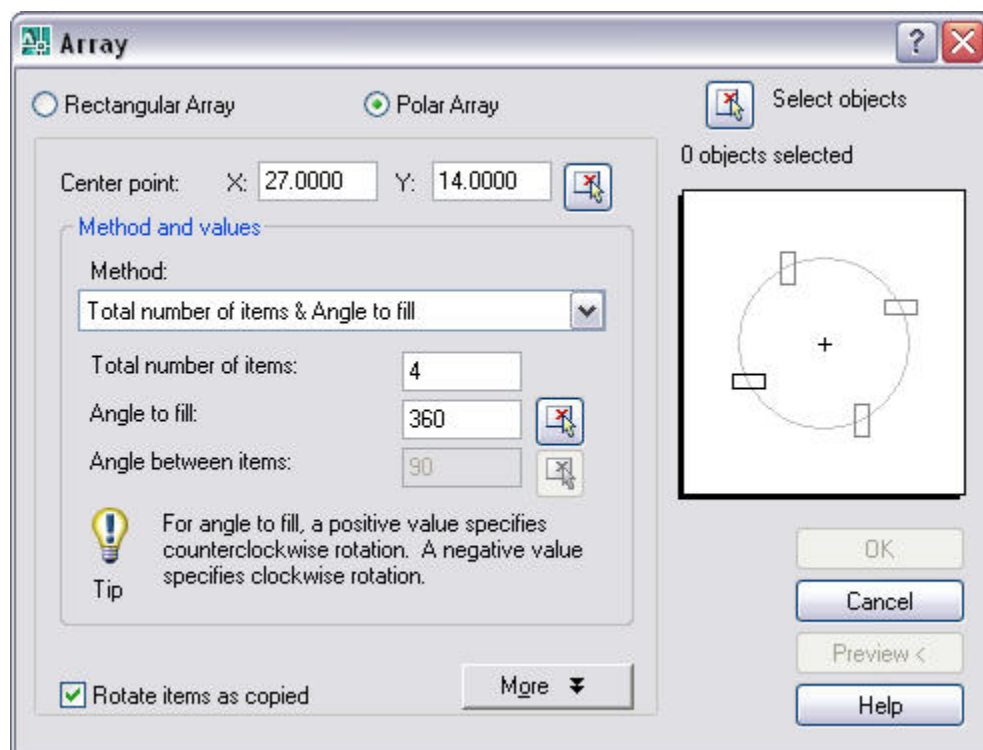 Array
Rectangular Array
Polar Array
Select objects
0 objects selected
Center point: X: 27.0000 Y: 14.0000
Method and values
Method:
Total number of items & Angle to fill
Total number of items: 4
Angle to fill: 360
Angle between items: 90
For angle to fill, a positive value specifies
counterclockwise rotation. A negative value
specifies clockwise rotation.
Tip
OK
Cancel
Preview <
Help
Rotate items as copied
More